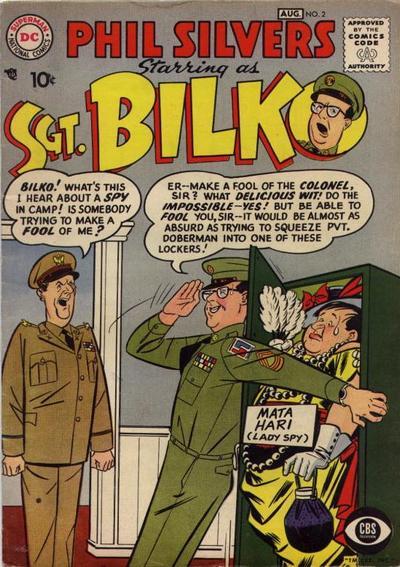 SUPERMAN
DC
NATIONAL COMICS
10¢
AUG. NO. 2
PHIL SILVERS
Starring as
SGT. BILKO
APPROVED
BY THE
COMICS
CODE
CA
AUTHORITY
BILKO! WHAT'S THIS
I HEAR ABOUT A SPY
IN CAMP! IS SOMEBODY
TRYING TO MAKE A
FOOL OF ME?
ER--MAKE A FOOL OF THE COLONEL,
SIR? WHAT DELICIOUS WIT! DO THE
IMPOSSIBLE--YES! BUT BE ABLE TO
FOOL YOU, SIR--IT WOULD BE ALMOST AS
ABSURD AS TRYING TO SQUEEZE PVT.
DOBERMAN INTO ONE OF THESE
LOCKERS!
MATA
HARI
(LADY SPY)
CBS
TELEVISION